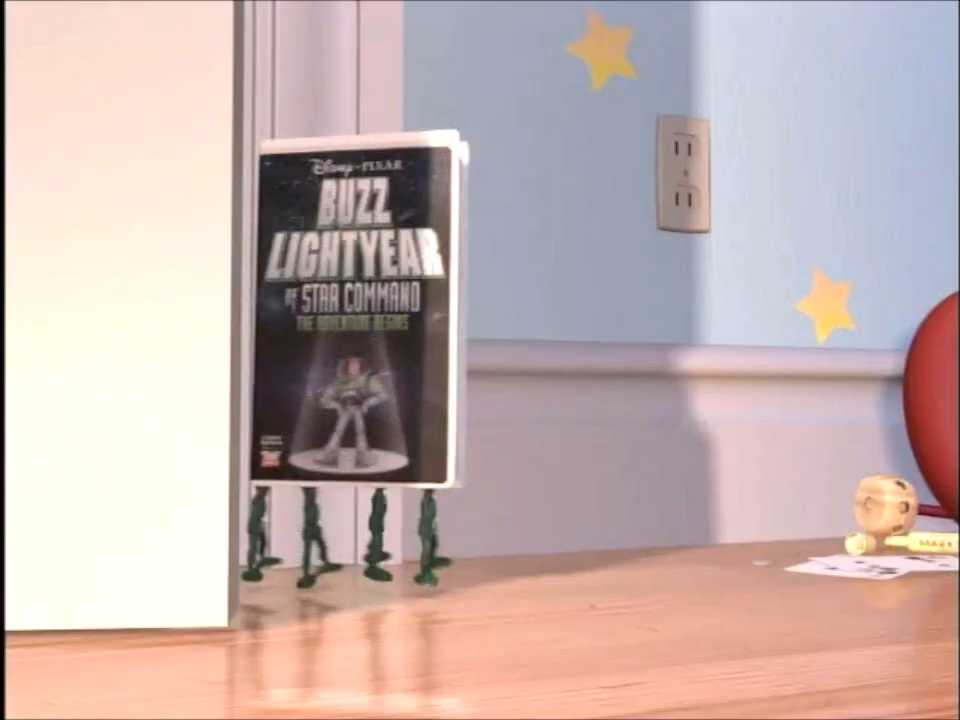 Disney · PIXAR
BUZZ
LIGHTYEAR
OF STAR COMMAND
THE ADVENTURE BEGINS